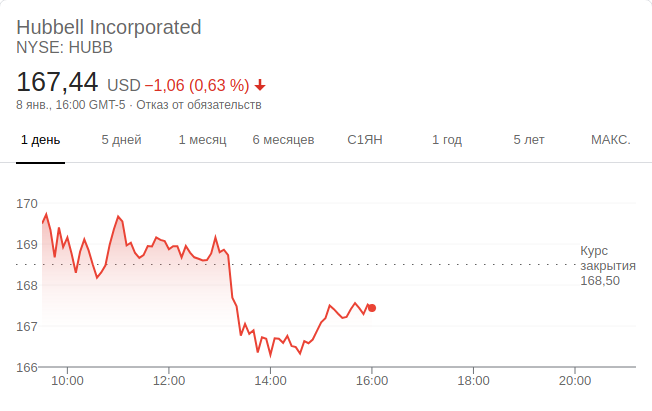 Hubbell Incorporated
NYSE: HUBB
167,44 USD −1,06 (0,63 %)
8 янв., 16:00 GMT-5 · Отказ от обязательств
1 день 5 дней 1 месяц 6 месяцев С1ЯН 1 год 5 лет МАКС.
170
169
168
167
166
Курс
закрытия
168,50
10:00 12:00 14:00 16:00 18:00 20:00